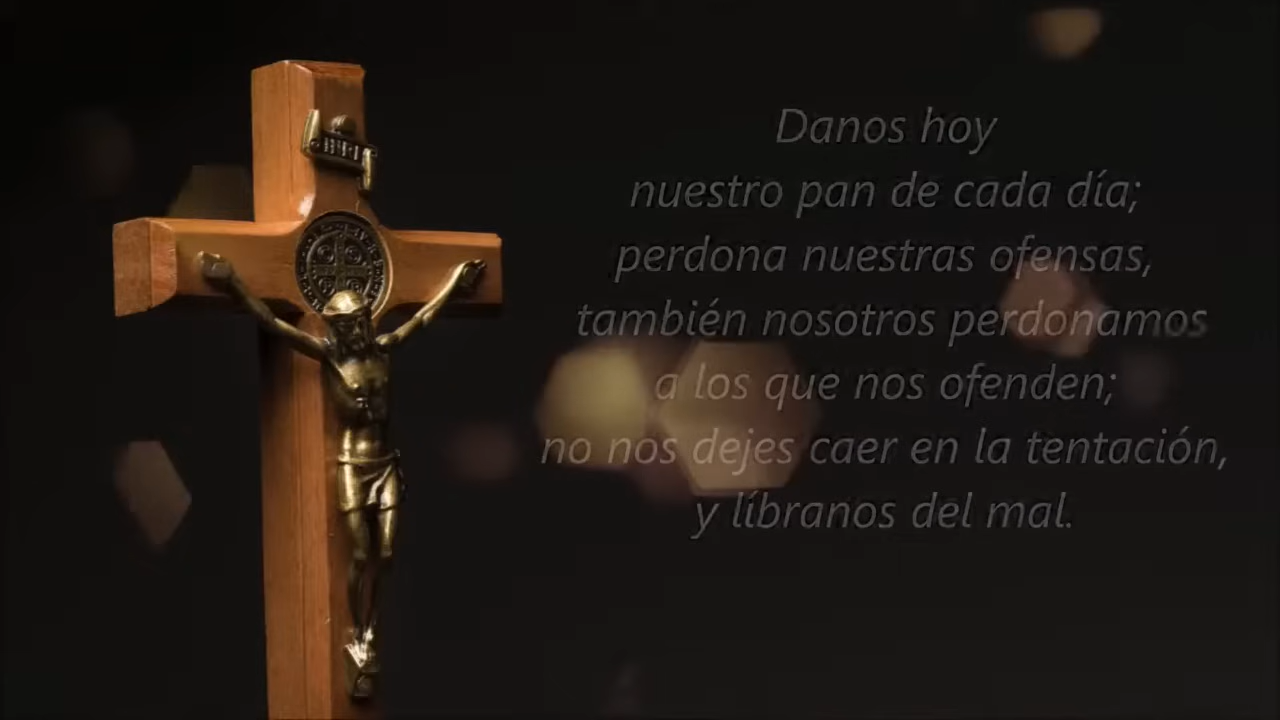 Danos hoy
nuestro pan de cada día;
perdona nuestras ofensas,
también nosotros perdonamos
a los que nos ofenden;
no nos dejes caer en la tentación,
y líbranos del mal.